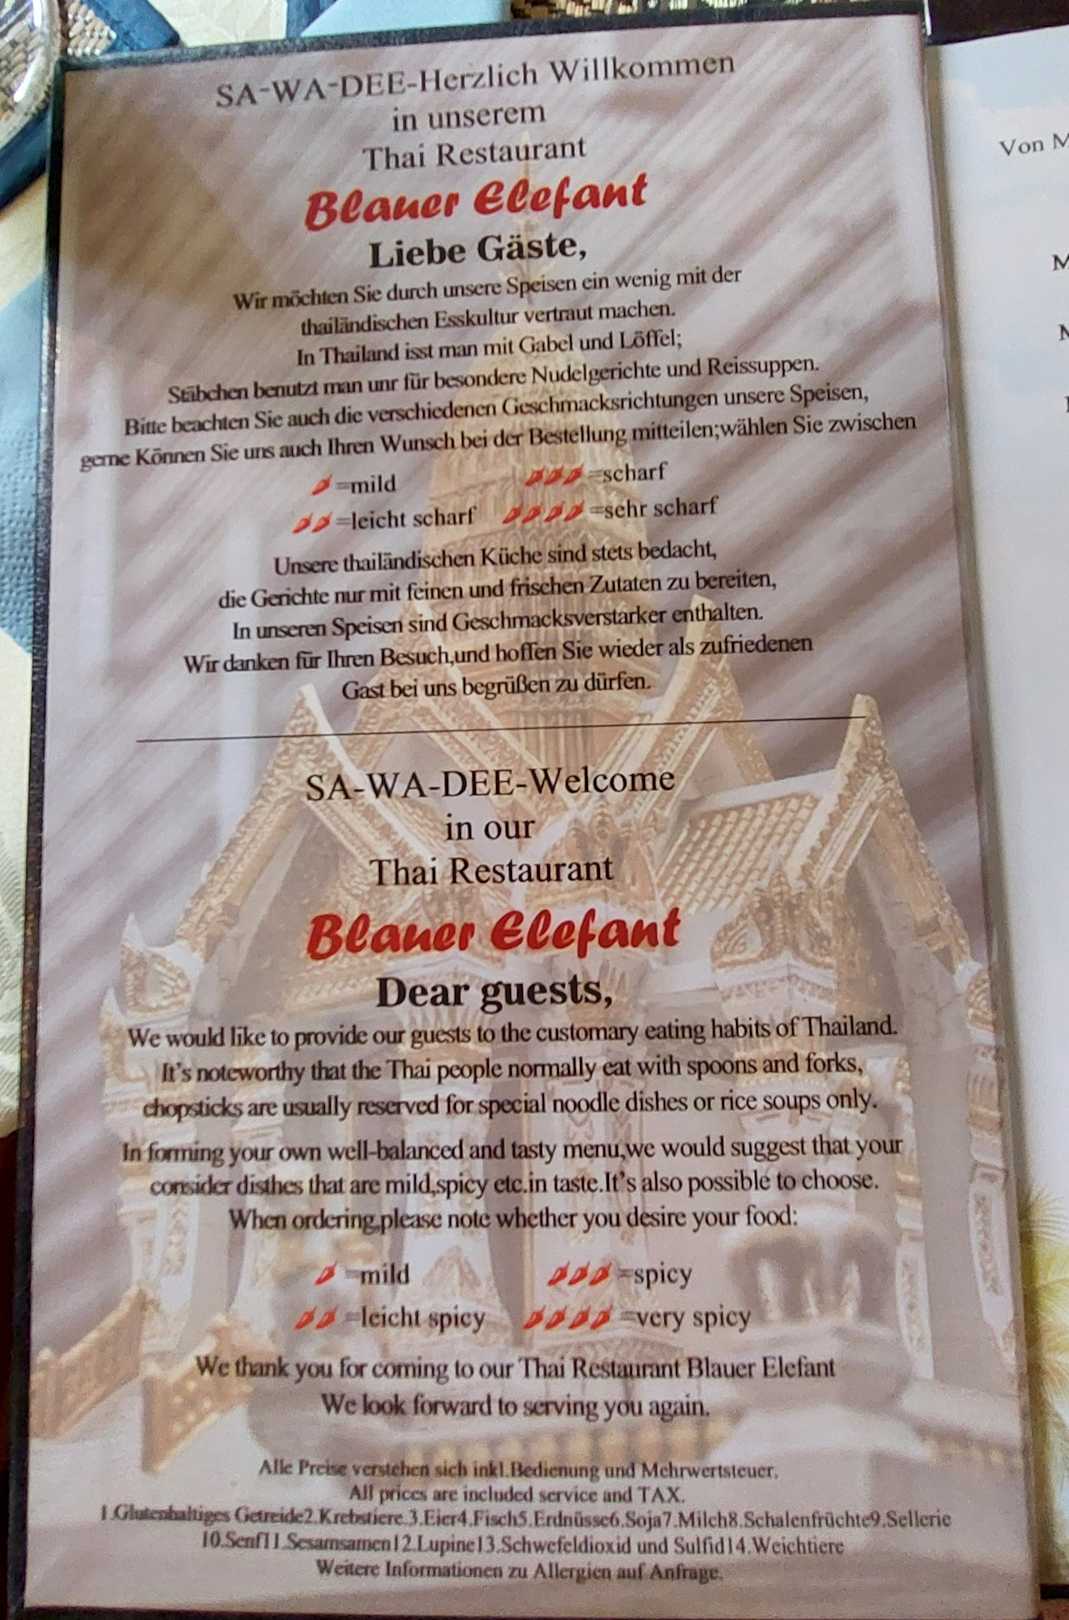 SA-WA-DEE-Herzlich Willkommen
in unserem
Thai Restaurant
Blauer Elefant
Liebe Gäste,
Wir möchten Sie durch unsere Speisen ein wenig mit der
thailändischen Esskultur vertraut machen.
In Thailand isst man mit Gabel und Löffel;
Stäbchen benutzt man unr für besondere Nudelgerichte und Reissuppen.
Bitte beachten Sie auch die verschiedenen Geschmacksrichtungen unsere Speisen,
gerne Können Sie uns auch Ihren Wunsch bei der Bestellung mitteilen;wählen Sie zwischen
=mild =scharf
=leicht scharf =sehr scharf
Unsere thailändischen Küche sind stets bedacht,
die Gerichte nur mit feinen und frischen Zutaten zu bereiten,
In unseren Speisen sind Geschmacksverstarker enthalten.
Wir danken für Ihren Besuch,und hoffen Sie wieder als zufriedenen
Gast bei uns begrüßen zu dürfen.
SA-WA-DEE-Welcome
in our
Thai Restaurant
Blauer Elefant
Dear guests,
We would like to provide our guests to the customary eating habits of Thailand.
It's noteworthy that the Thai people normally eat with spoons and forks,
chopsticks are usually reserved for special noodle dishes or rice soups only.
In forming your own well-balanced and tasty menu,we would suggest that your
consider disthes that are mild,spicy etc.in taste.It's also possible to choose.
When ordering,please note whether you desire your food:
=mild =spicy
=leicht spicy =very spicy
We thank you for coming to our Thai Restaurant Blauer Elefant
We look forward to serving you again.
Alle Preise verstehen sich inkl.Bedienung und Mehrwertsteuer.
All prices are included service and TAX.
1.Glutenhaltiges Getreide2.Krebstiere.3.Eier4.Fisch5.Erdnüsse6.Soja7.Milch8.Schalenfrüchte9.Sellerie
10.Senf11.Sesamsamen12.Lupine13.Schwefeldioxid und Sulfid14.Weichtiere
Weitere Informationen zu Allergien auf Anfrage.
Von